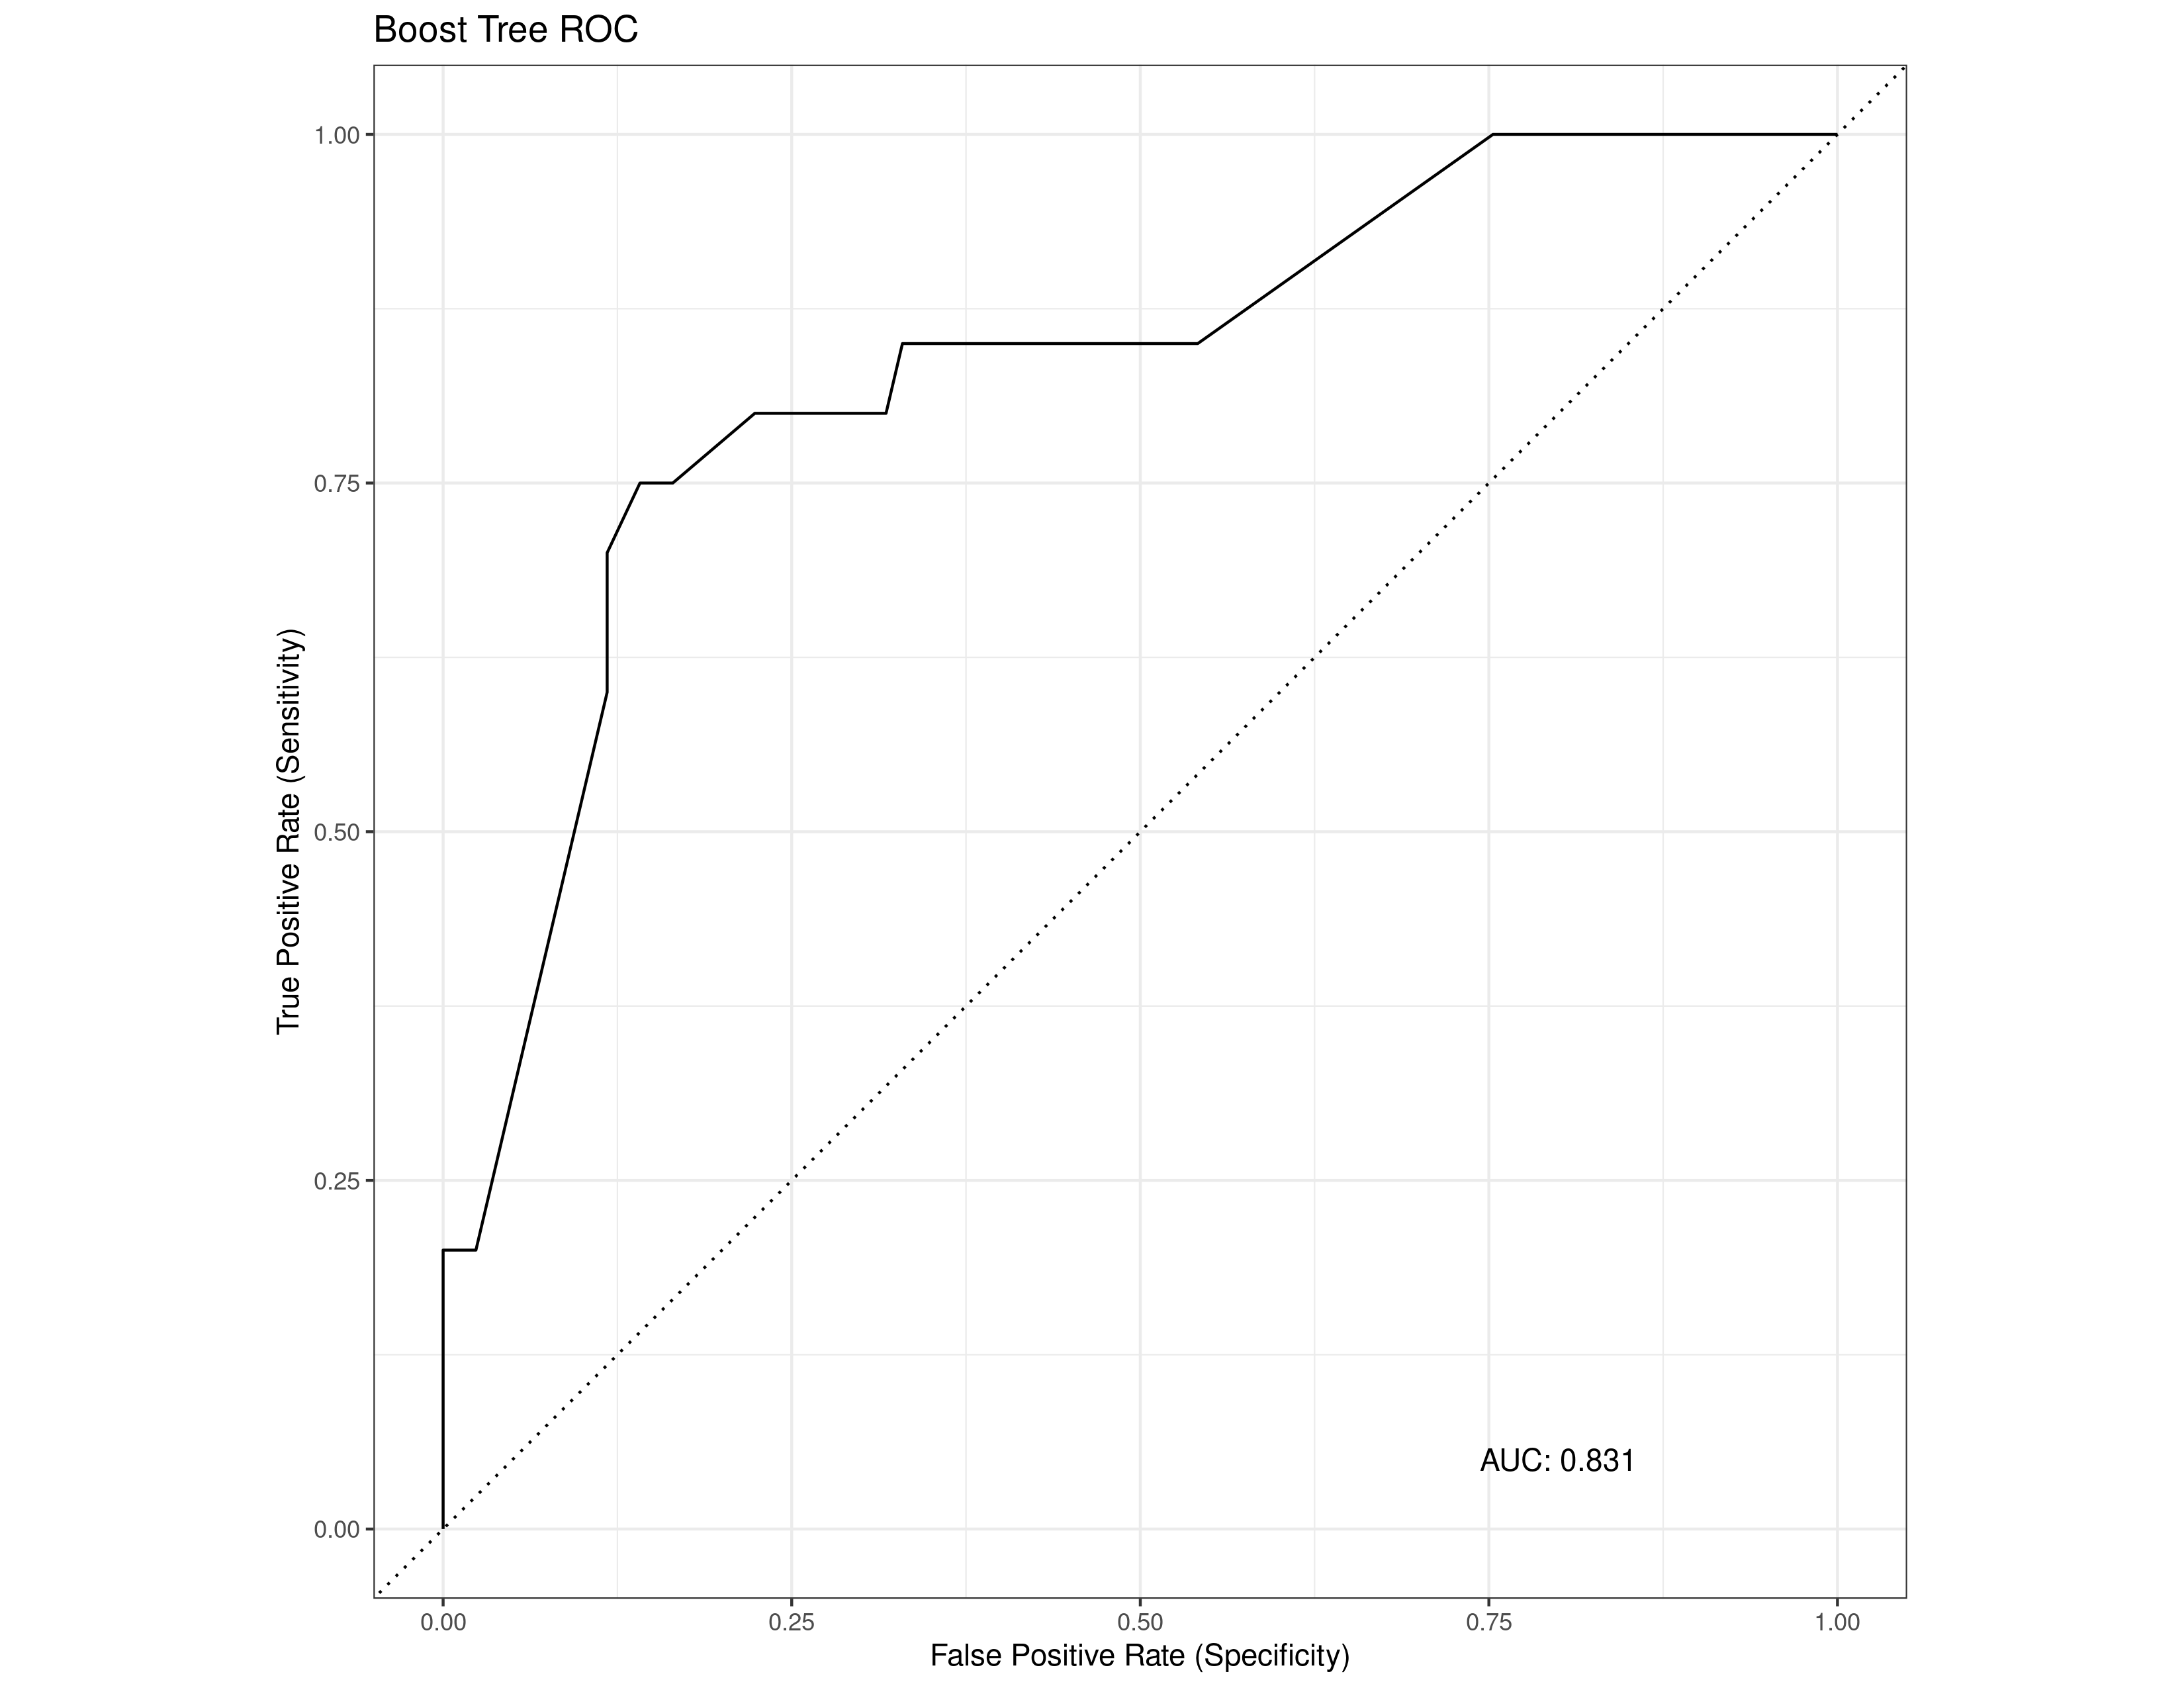 Boost Tree ROC
1.00
0.75
0.50
0.25
0.00
True Positive Rate (Sensitivity)
AUC: 0.831
0.00
0.25
0.50
0.75
1.00
False Positive Rate (Specificity)